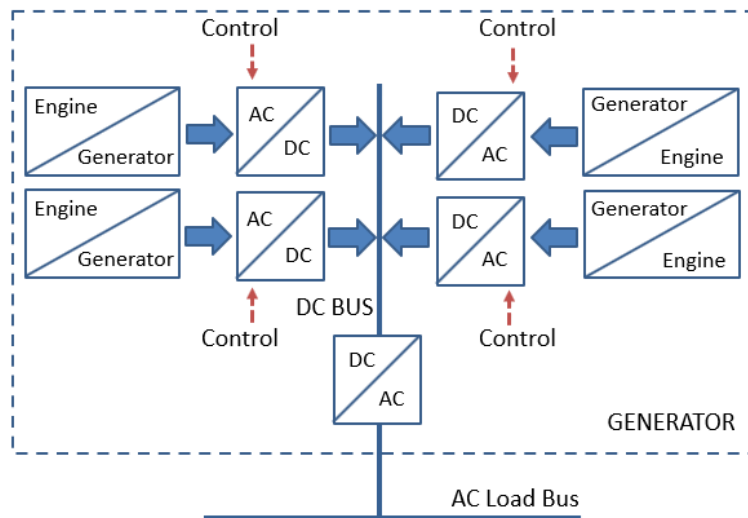 Control
Control
Engine
Generator
AC
DC
DC
AC
Generator
Engine
Engine
Generator
AC
DC
DC
AC
Generator
Engine
DC BUS
Control
Control
DC
AC
GENERATOR
AC Load Bus